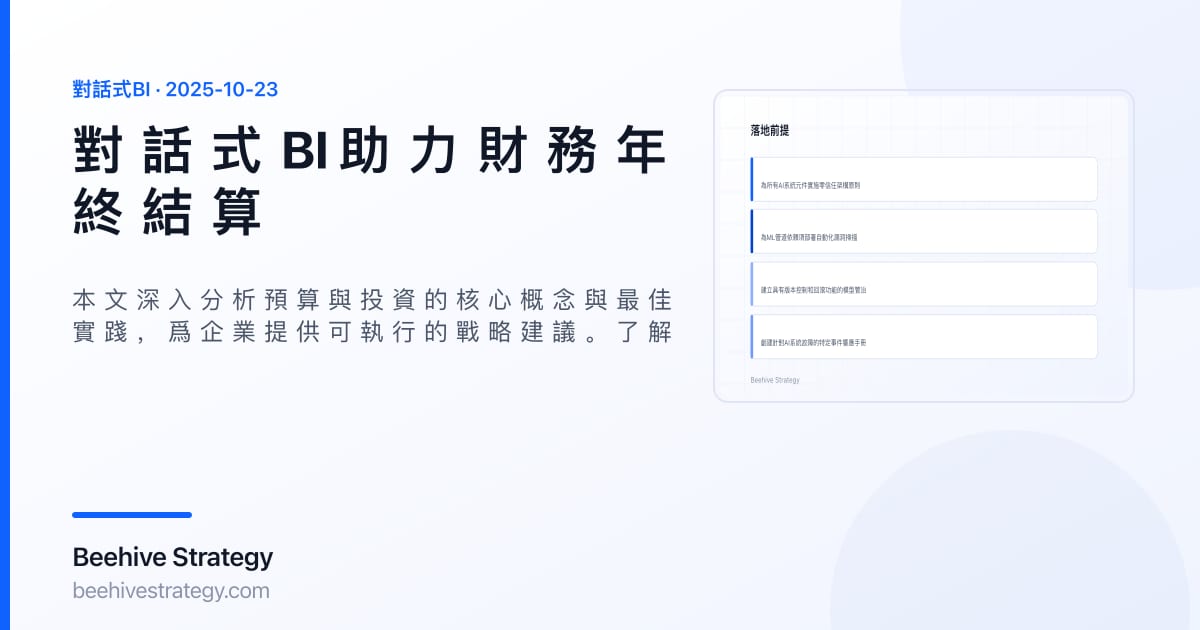 對話式BI · 2025-10-23
對話式BI助力財務年
終結算
本文深入分析預算與投資的核心概念與最佳
實踐，爲企業提供可執行的戰略建議。了解
落地前提
為所有AI系統元件實施零信任架構原則
為ML管道依賴項部署自動化漏洞掃描
建立具有版本控制和回滾功能的模型管治
創建針對AI系統故障的特定事件響應手冊
Beehive Strategy
Beehive Strategy
beehivestrategy.com